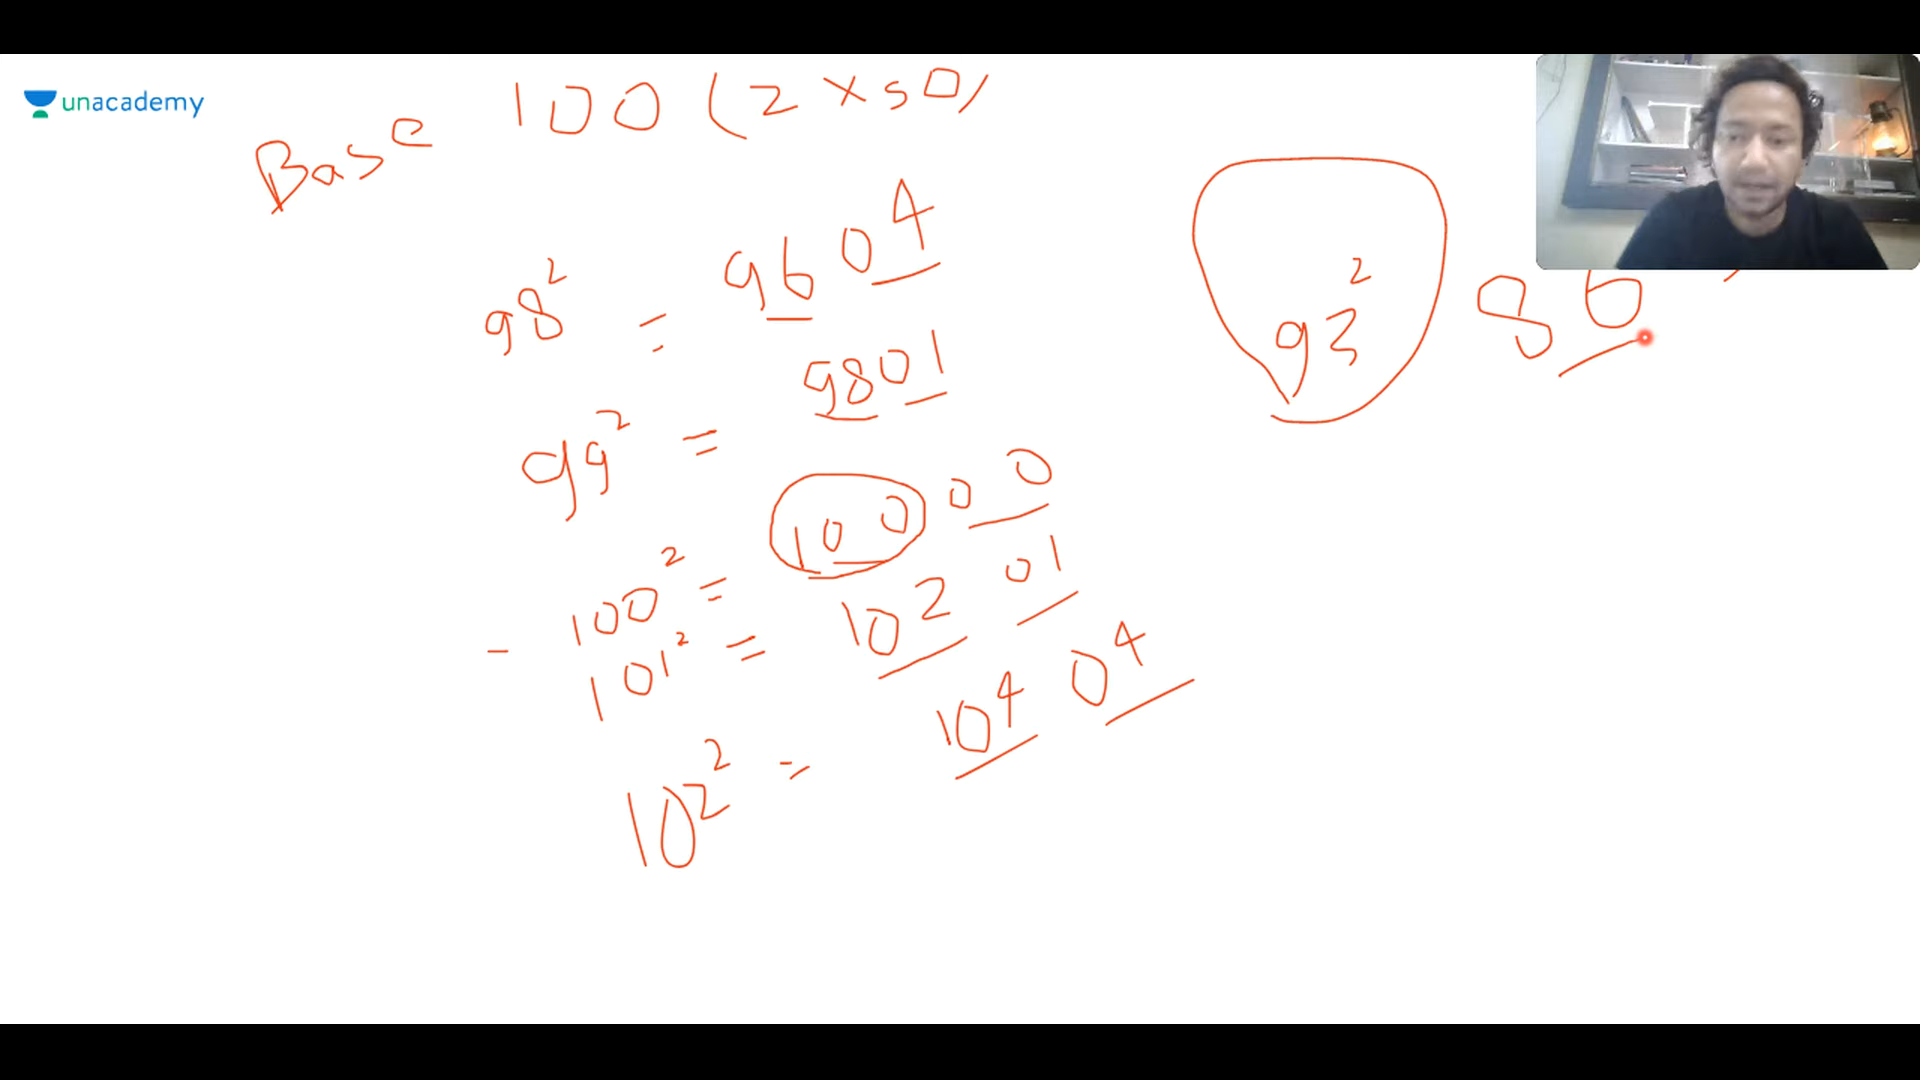 unacademy
Base 100 (2 x 50)
98² = 9604
99² = 9801
100² = 10000
- 101² = 10201
102² = 10404
93² 86